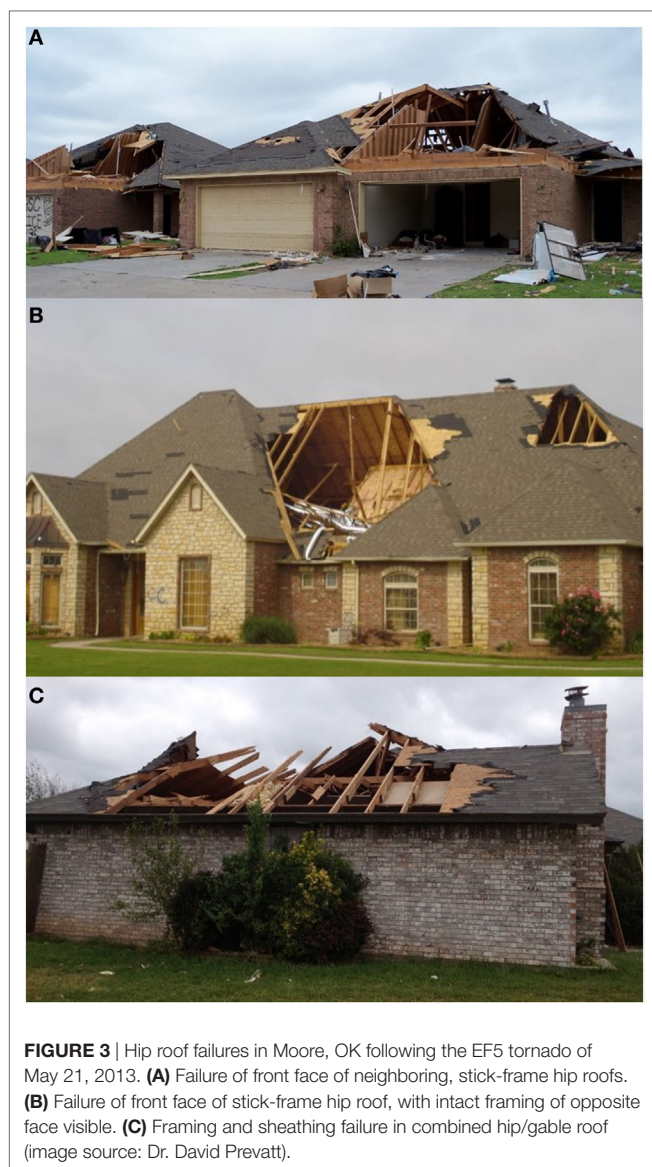 A
SC
ICE
B
C
FIGURE 3 | Hip roof failures in Moore, OK following the EF5 tornado of
May 21, 2013. (A) Failure of front face of neighboring, stick-frame hip roofs.
(B) Failure of front face of stick-frame hip roof, with intact framing of opposite
face visible. (C) Framing and sheathing failure in combined hip/gable roof
(image source: Dr. David Prevatt).